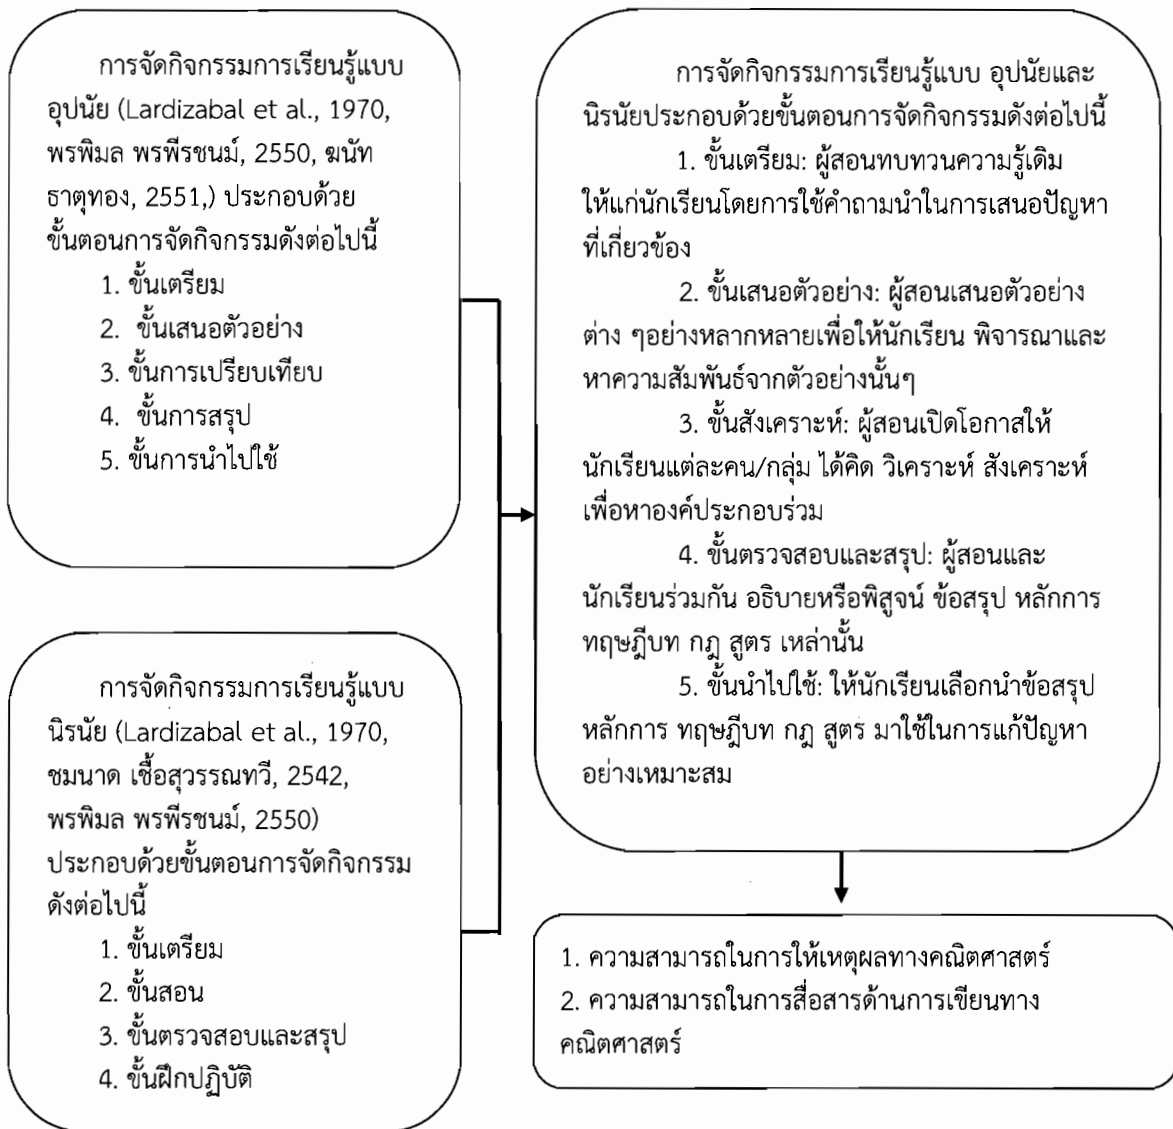 การจัดกิจกรรมการเรียนรู้แบบ
อุปนัย (Lardizabal et al., 1970,
พรพิมล พรพีรชนม์, 2550, ฆนัท
ธาตุทอง, 2551,) ประกอบด้วย
ขั้นตอนการจัดกิจกรรมดังต่อไปนี้
1. ขั้นเตรียม
2. ขั้นเสนอตัวอย่าง
3. ขั้นการเปรียบเทียบ
4. ขั้นการสรุป
5. ขั้นการนำไปใช้
การจัดกิจกรรมการเรียนรู้แบบ
นิรนัย (Lardizabal et al., 1970,
ชมนาด เชื้อสุวรรณทวี, 2542,
พรพิมล พรพีรชนม์, 2550)
ประกอบด้วยขั้นตอนการจัดกิจกรรม
ดังต่อไปนี้
1. ขั้นเตรียม
2. ขั้นสอน
3. ขั้นตรวจสอบและสรุป
4. ขั้นฝึกปฏิบัติ
การจัดกิจกรรมการเรียนรู้แบบ อุปนัยและ
นิรนัยประกอบด้วยขั้นตอนการจัดกิจกรรมดังต่อไปนี้
1. ขั้นเตรียม: ผู้สอนทบทวนความรู้เดิม
ให้แก่นักเรียนโดยการใช้คำถามนำในการเสนอปัญหา
ที่เกี่ยวข้อง
2. ขั้นเสนอตัวอย่าง: ผู้สอนเสนอตัวอย่าง
ต่าง ๆอย่างหลากหลายเพื่อให้นักเรียน พิจารณาและ
หาความสัมพันธ์จากตัวอย่างนั้นๆ
3. ขั้นสังเคราะห์: ผู้สอนเปิดโอกาสให้
นักเรียนแต่ละคน/กลุ่ม ได้คิด วิเคราะห์ สังเคราะห์
เพื่อหาองค์ประกอบร่วม
4. ขั้นตรวจสอบและสรุป: ผู้สอนและ
นักเรียนร่วมกัน อธิบายหรือพิสูจน์ ข้อสรุป หลักการ
ทฤษฎีบท กฎ สูตร เหล่านั้น
5. ขั้นนำไปใช้: ให้นักเรียนเลือกนำข้อสรุป
หลักการ ทฤษฎีบท กฎ สูตร มาใช้ในการแก้ปัญหา
อย่างเหมาะสม
1. ความสามารถในการให้เหตุผลทางคณิตศาสตร์
2. ความสามารถในการสื่อสารด้านการเขียนทาง
คณิตศาสตร์